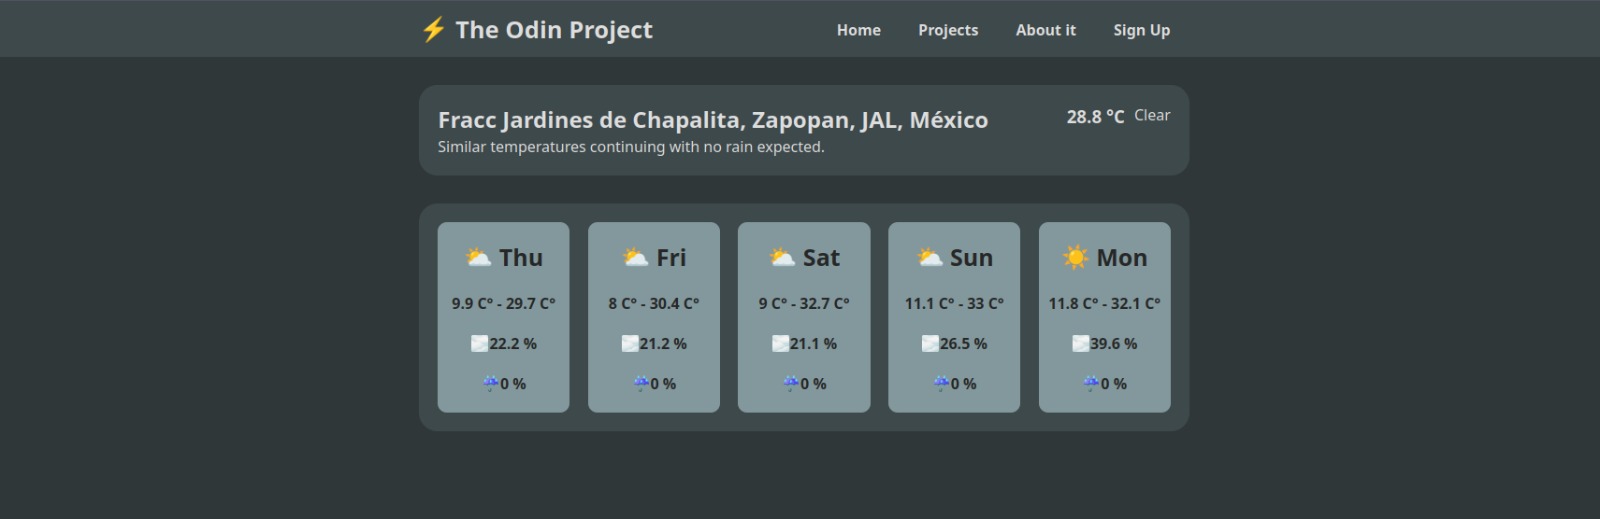 ⚡ The Odin Project
Home Projects About it Sign Up
Fracc Jardines de Chapalita, Zapopan, JAL, México
28.8 °C Clear
Similar temperatures continuing with no rain expected.
⛅ Thu
9.9 C° - 29.7 C°
🌫️22.2 %
☔0 %
⛅ Fri
8 C° - 30.4 C°
🌫️21.2 %
☔0 %
⛅ Sat
9 C° - 32.7 C°
🌫️21.1 %
☔0 %
⛅ Sun
11.1 C° - 33 C°
🌫️26.5 %
☔0 %
☀️ Mon
11.8 C° - 32.1 C°
🌫️39.6 %
☔0 %